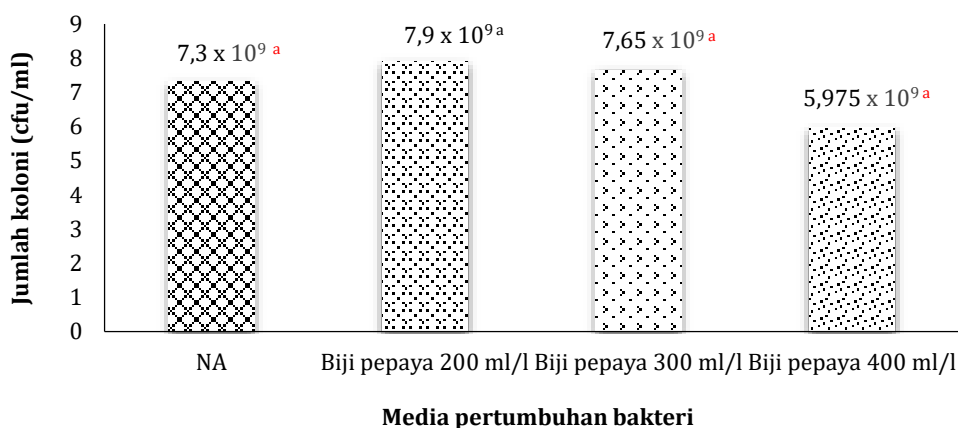 Jumlah koloni (cfu/ml)
9
8
7
6
5
4
3
2
1
0
7,3 x 10⁹ a
7,9 x 10⁹ a
7,65 x 10⁹ a
5,975 x 10⁹ a
NA
Biji pepaya 200 ml/l
Biji pepaya 300 ml/l
Biji pepaya 400 ml/l
Media pertumbuhan bakteri